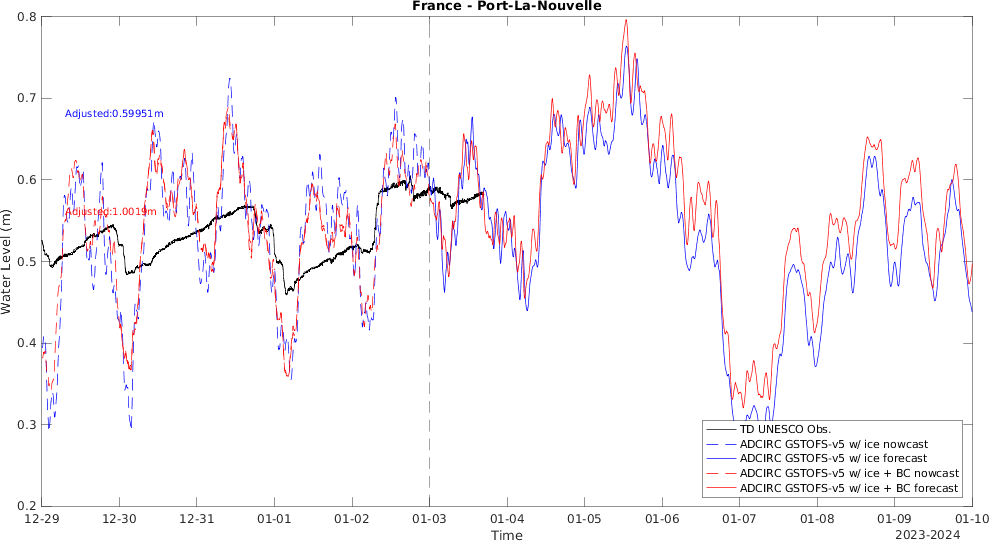 France - Port-La-Nouvelle
Water Level (m)
0.8
0.7
0.6
0.5
0.4
0.3
0.2
Adjusted:0.59951m
Adjusted:1.0019m
TD UNESCO Obs.
ADCIRC GSTOFS-v5 w/ ice nowcast
ADCIRC GSTOFS-v5 w/ ice forecast
ADCIRC GSTOFS-v5 w/ ice + BC nowcast
ADCIRC GSTOFS-v5 w/ ice + BC forecast
12-29 12-30 12-31 01-01 01-02 01-03 01-04 01-05 01-06 01-07 01-08 01-09 01-10
Time
2023-2024